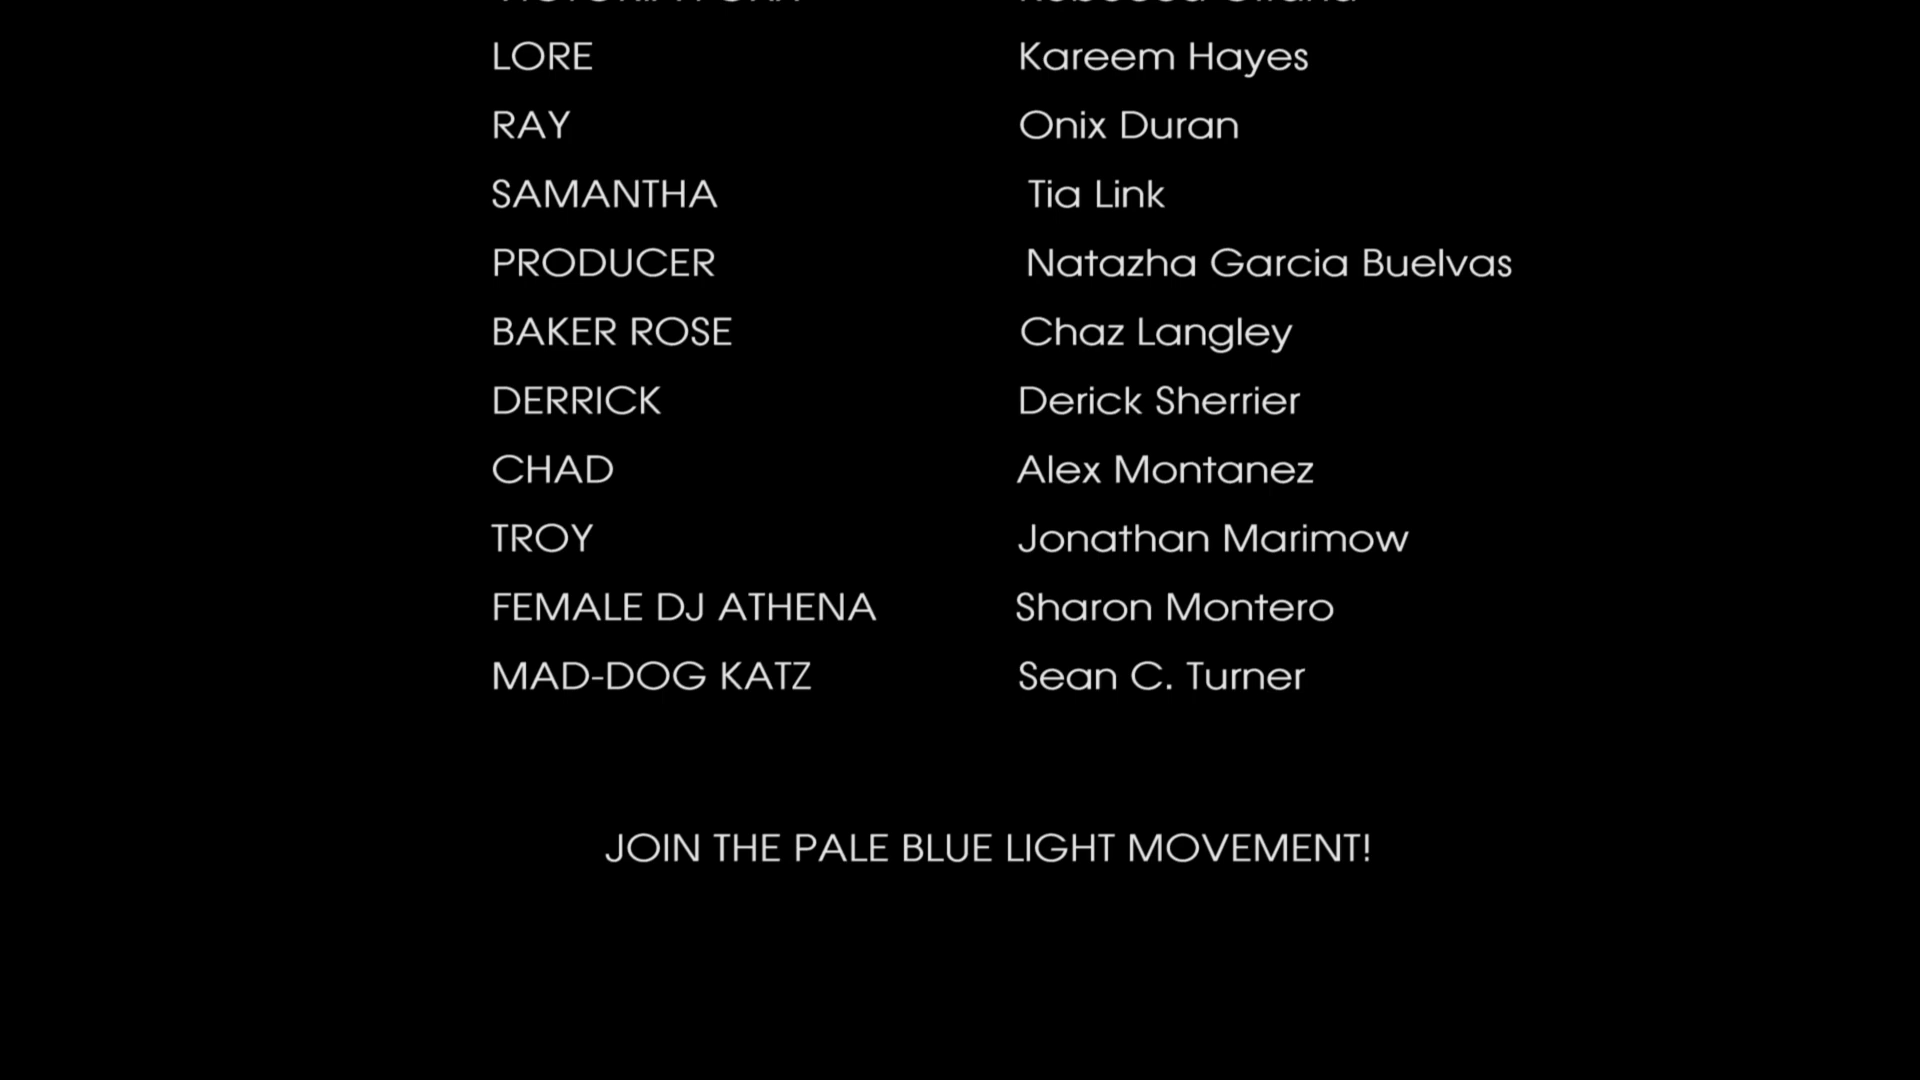 LORE Kareem Hayes
RAY Onix Duran
SAMANTHA Tia Link
PRODUCER Natazha Garcia Buelvas
BAKER ROSE Chaz Langley
DERRICK Derick Sherrier
CHAD Alex Montanez
TROY Jonathan Marimow
FEMALE DJ ATHENA Sharon Montero
MAD-DOG KATZ Sean C. Turner
JOIN THE PALE BLUE LIGHT MOVEMENT!